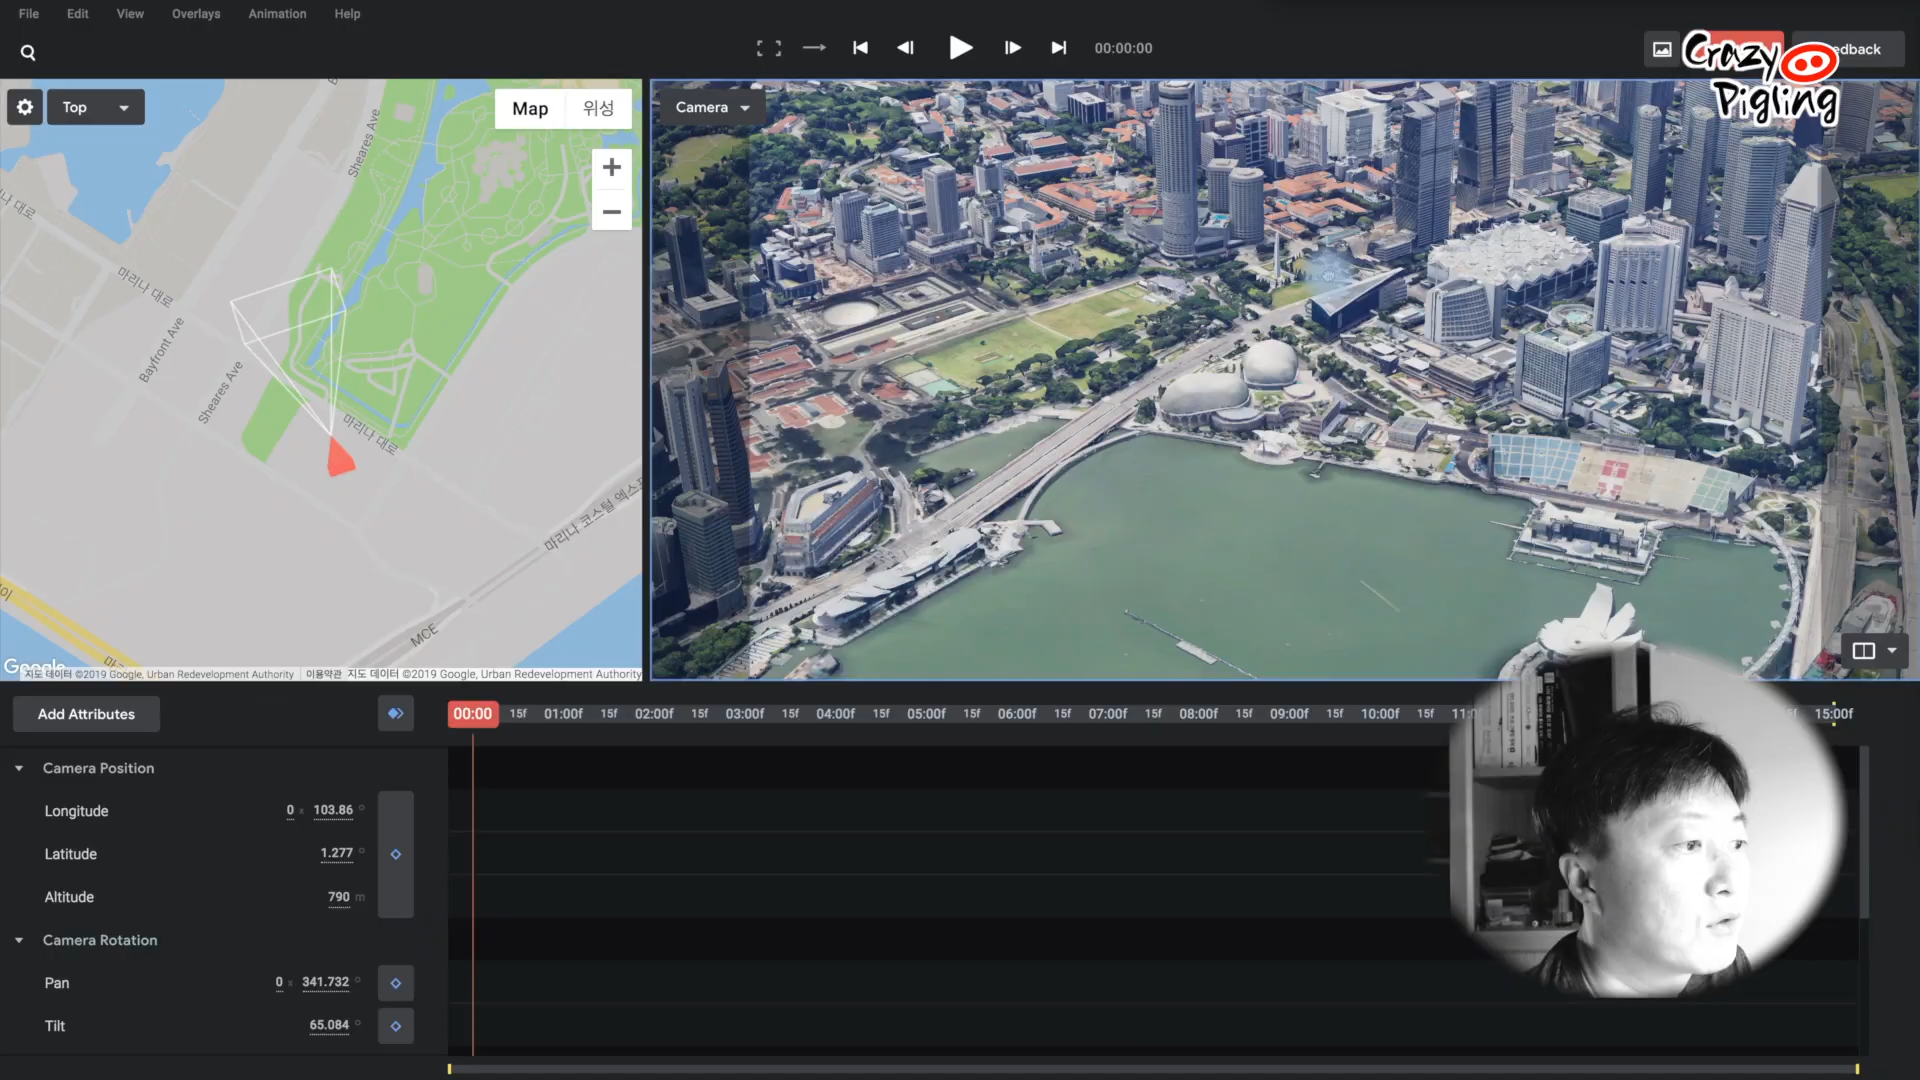 File Edit View Overlays Animation Help
00:00:00
edback
Crazy
Pigling
Top
Map 위성
Camera
Sheares Ave
마리나 대로
Bayfront Ave
Sheares Ave
마리나 대로
마리나 코스털 엑스프
MCE
Google
지도 데이터 ©2019 Google, Urban Redevelopment Authority
이용약관 지도 데이터 ©2019 Google, Urban Redevelopment Authority
Add Attributes
00:00 15f 01:00f 15f 02:00f 15f 03:00f 15f 04:00f 15f 05:00f 15f 06:00f 15f 07:00f 15f 08:00f 15f 09:00f 15f 10:00f 15f 11:0 15:00f
Camera Position
Longitude 0 x 103.86 °
Latitude 1.277 °
Altitude 790 m
Camera Rotation
Pan 0 x 341.732 °
Tilt 65.084 °